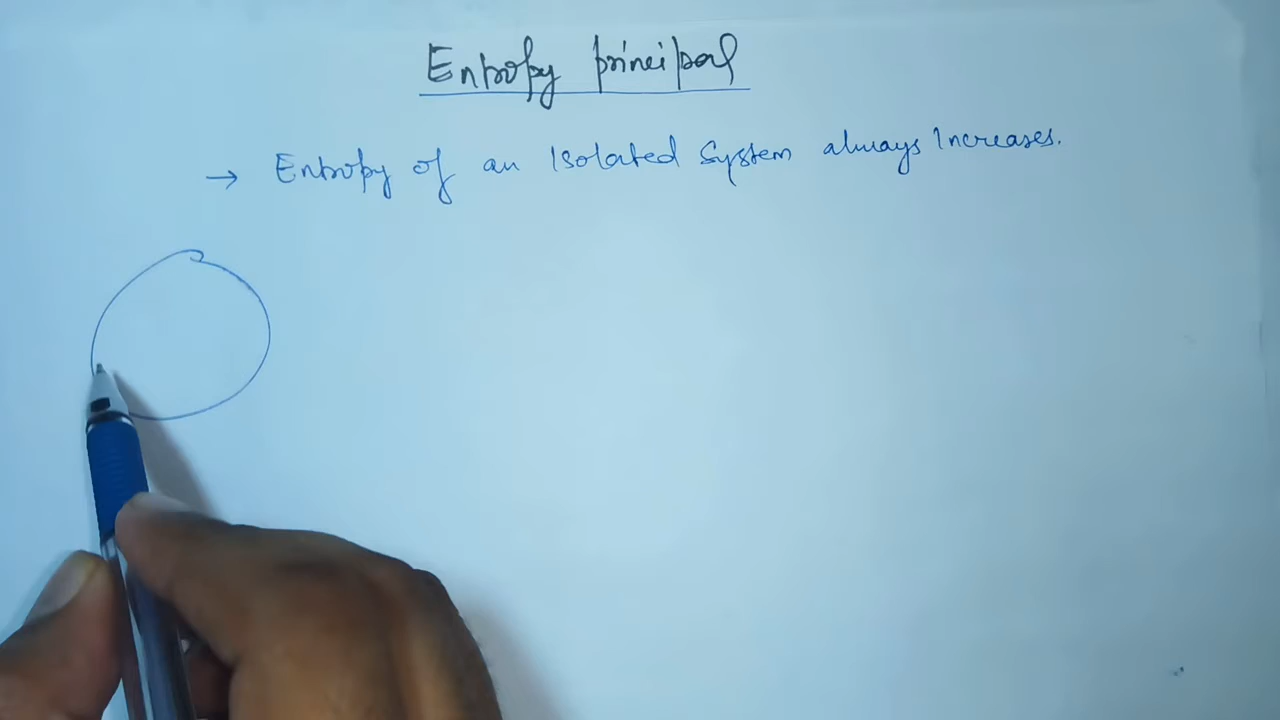 Entropy principal
→ Entropy of an Isolated System always Increases.